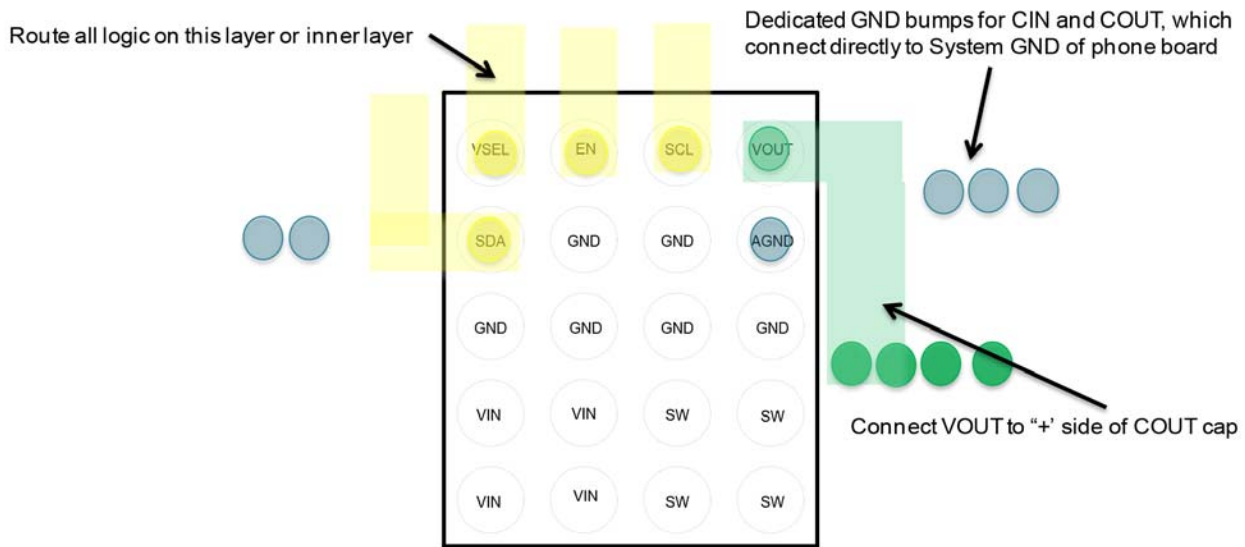 Dedicated GND bumps for CIN and COUT, which
connect directly to System GND of phone board
Route all logic on this layer or inner layer
VSEL EN SCL VOUT
SDA GND GND AGND
GND GND GND GND
VIN VIN SW SW
Connect VOUT to “+’ side of COUT cap
VIN VIN SW SW